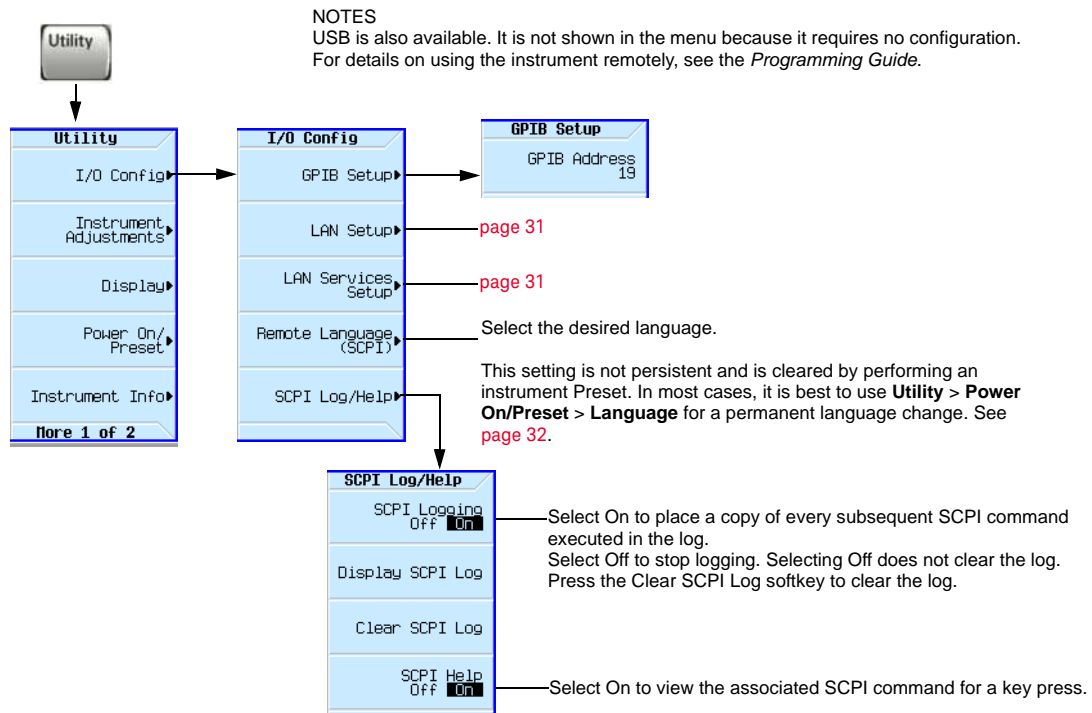 NOTES
USB is also available. It is not shown in the menu because it requires no configuration.
For details on using the instrument remotely, see the Programming Guide.
Utility
Utility
I/O Config
Instrument
Adjustments
Display
Power On/
Preset
Instrument Info
More 1 of 2
I/O Config
GPIB Setup
LAN Setup
LAN Services
Setup
Remote Language
(SCPI)
SCPI Log/Help
GPIB Setup
GPIB Address
19
page 31
page 31
Select the desired language.
This setting is not persistent and is cleared by performing an
instrument Preset. In most cases, it is best to use Utility > Power
On/Preset > Language for a permanent language change. See
page 32.
SCPI Log/Help
SCPI Logging
Off On
Display SCPI Log
Clear SCPI Log
SCPI Help
Off On
Select On to place a copy of every subsequent SCPI command
executed in the log.
Select Off to stop logging. Selecting Off does not clear the log.
Press the Clear SCPI Log softkey to clear the log.
Select On to view the associated SCPI command for a key press.